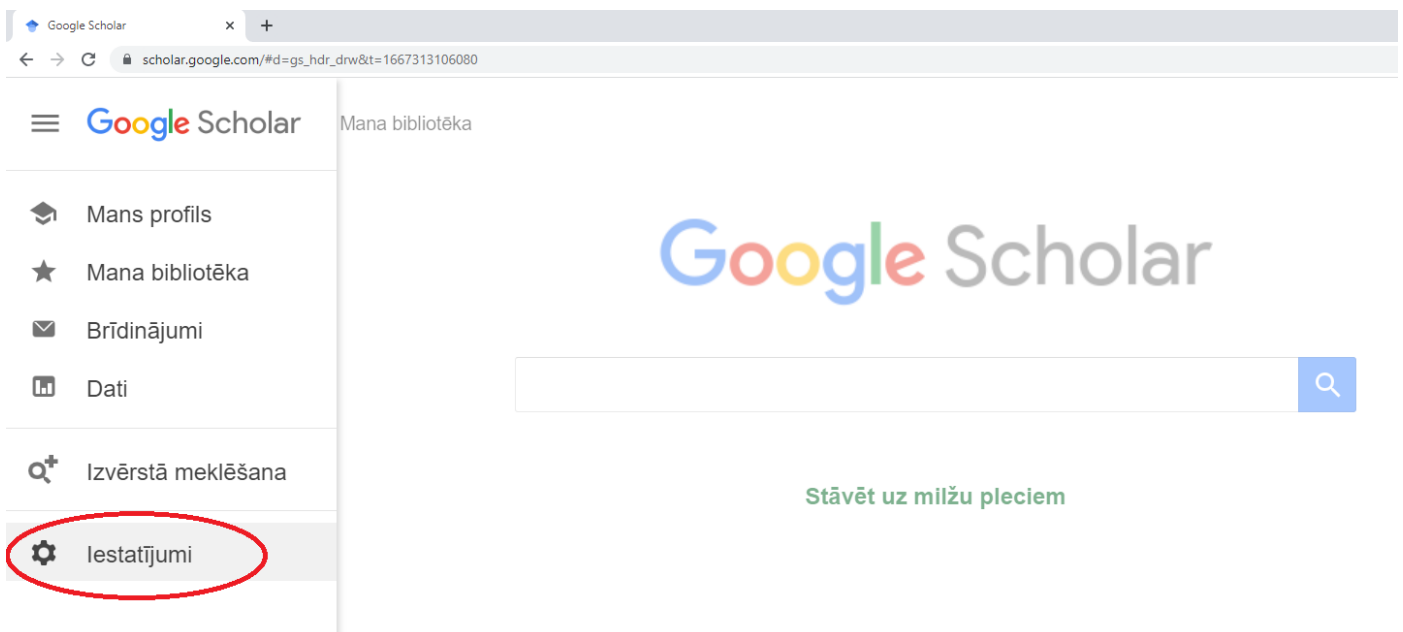 Google Scholar
scholar.google.com/#d=gs_hdr_drw&t=1667313106080
Google Scholar
Mana bibliotēka
Mans profils
Mana bibliotēka
Brīdinājumi
Dati
Izvērstā meklēšana
Iestatījumi
Google Scholar
Stāvēt uz milžu pleciem